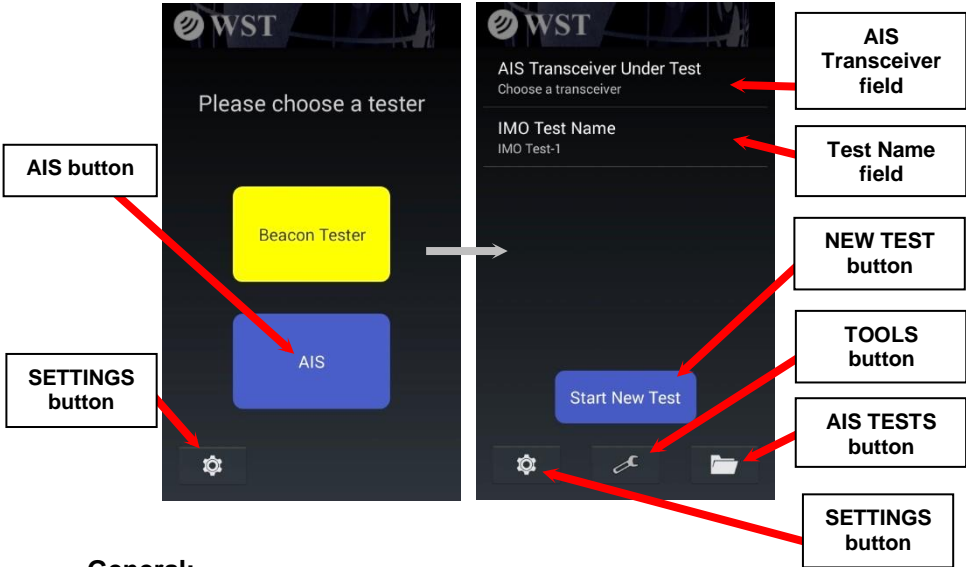 WST
Please choose a tester
AIS button
Beacon Tester
AIS
SETTINGS
button
WST
AIS Transceiver Under Test
Choose a transceiver
IMO Test Name
IMO Test-1
Start New Test
AIS
Transceiver
field
Test Name
field
NEW TEST
button
TOOLS
button
AIS TESTS
button
SETTINGS
button
General: